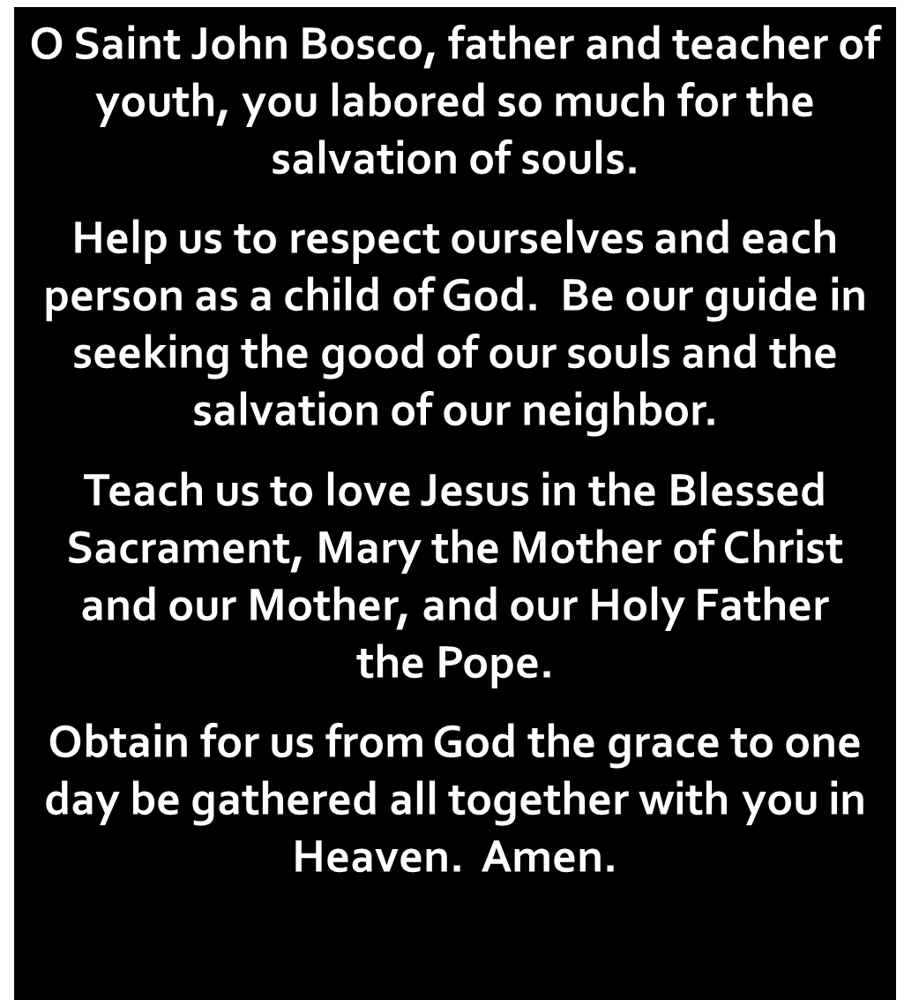 O Saint John Bosco, father and teacher of
youth, you labored so much for the
salvation of souls.
Help us to respect ourselves and each
person as a child of God.  Be our guide in
seeking the good of our souls and the
salvation of our neighbor.
Teach us to love Jesus in the Blessed
Sacrament, Mary the Mother of Christ
and our Mother, and our Holy Father
the Pope.
Obtain for us from God the grace to one
day be gathered all together with you in
Heaven.  Amen.